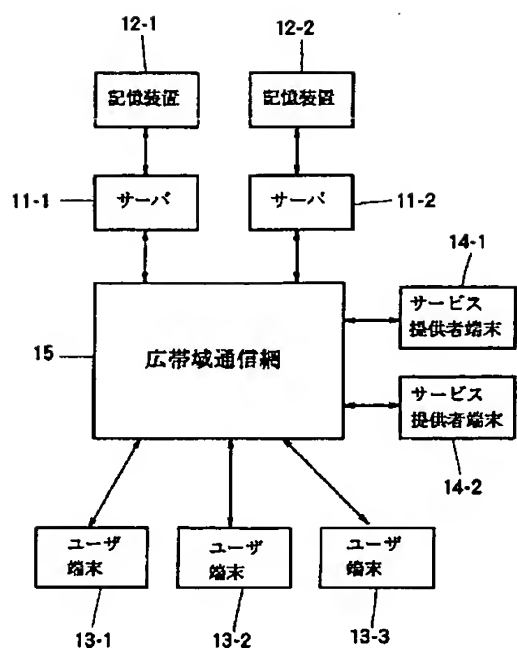 12-1
12-2
記憶装置
記憶装置
11-1
サーバ
サーバ
11-2
14-1
サービス
提供者端末
15
広帯域通信網
サービス
提供者端末
14-2
ユーザ
端末
ユーザ
端末
ユーザ
端末
13-1
13-2
13-3